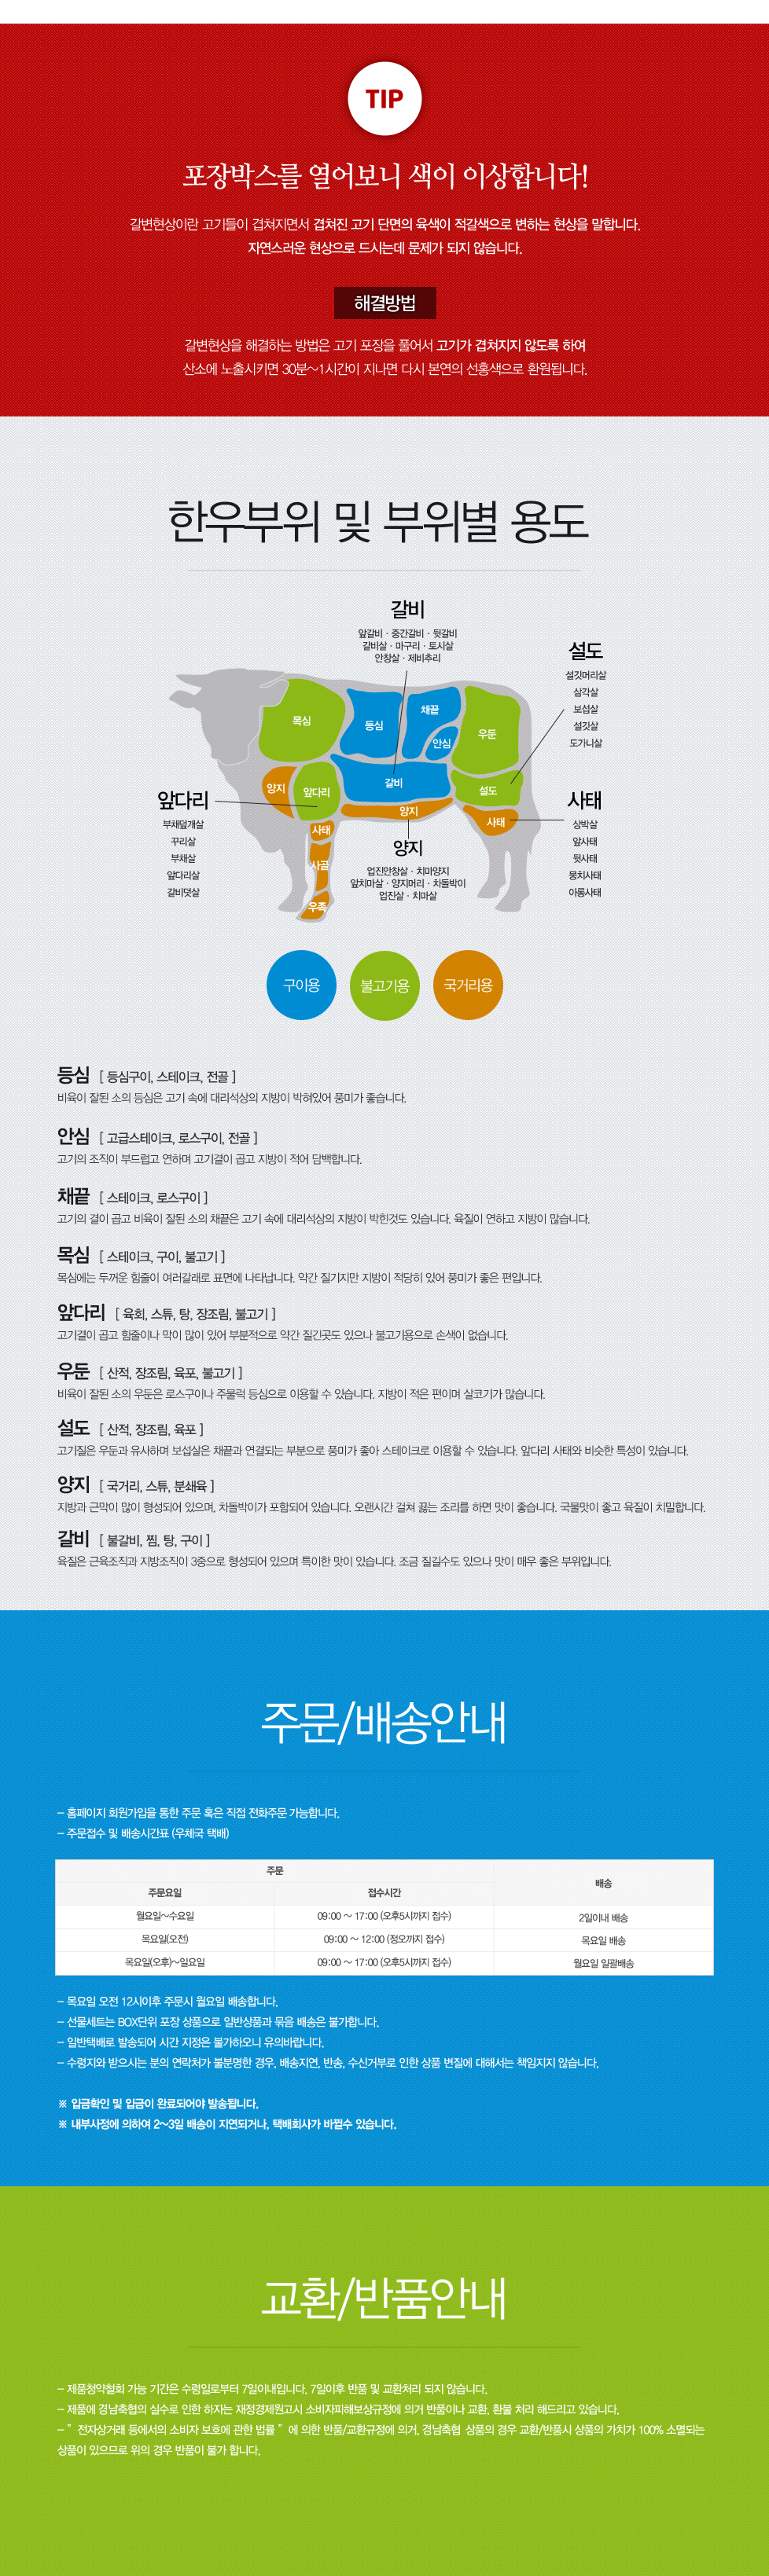 TIP
포장박스를 열어보니 색이 이상합니다!
갈변현상이란 고기들이 겹쳐지면서 겹쳐진 고기 단면의 육색이 적갈색으로 변하는 현상을 말합니다.
자연스러운 현상으로 드시는데 문제가 되지 않습니다.
해결방법
갈변현상을 해결하는 방법은 고기 포장을 풀어서 고기가 겹쳐지지 않도록 하여
산소에 노출시키면 30분~1시간이 지나면 다시 본연의 선홍색으로 환원됩니다.
한우부위 및 부위별 용도
갈비
앞갈비 · 중간갈비 · 뒷갈비
갈비살 · 마구리 · 토시살
안창살 · 제비추리
설도
설깃머리살
삼각살
보섭살
설깃살
도가니살
목심
등심
채끝
안심
우둔
양지
앞다리
갈비
설도
양지
사태
사태
사골
우족
앞다리
부채덮개살
꾸리살
부채살
앞다리살
갈비덧살
양지
업진안창살 · 치마양지
앞치마살 · 양지머리 · 차돌박이
업진살 · 치마살
사태
상박살
앞사태
뒷사태
뭉치사태
아롱사태
구이용
불고기용
국거리용
등심 [ 등심구이, 스테이크, 전골 ]
비육이 잘된 소의 등심은 고기 속에 대리석상의 지방이 박혀있어 풍미가 좋습니다.
안심 [ 고급스테이크, 로스구이, 전골 ]
고기의 조직이 부드럽고 연하며 고기결이 곱고 지방이 적어 담백합니다.
채끝 [ 스테이크, 로스구이 ]
고기의 결이 곱고 비육이 잘된 소의 채끝은 고기 속에 대리석상의 지방이 박힌것도 있습니다. 육질이 연하고 지방이 많습니다.
목심 [ 스테이크, 구이, 불고기 ]
목심에는 두꺼운 힘줄이 여러갈래로 표면에 나타납니다. 약간 질기지만 지방이 적당히 있어 풍미가 좋은 편입니다.
앞다리 [ 육회, 스튜, 탕, 장조림, 불고기 ]
고기결이 곱고 힘줄이나 막이 많이 있어 부분적으로 약간 질긴곳도 있으나 불고기용으로 손색이 없습니다.
우둔 [ 산적, 장조림, 육포, 불고기 ]
비육이 잘된 소의 우둔은 로스구이나 주물럭 등심으로 이용할 수 있습니다. 지방이 적은 편이며 살코기가 많습니다.
설도 [ 산적, 장조림, 육포 ]
고기질은 우둔과 유사하며 보섭살은 채끝과 연결되는 부분으로 풍미가 좋아 스테이크로 이용할 수 있습니다. 앞다리 사태와 비슷한 특성이 있습니다.
양지 [ 국거리, 스튜, 분쇄육 ]
지방과 근막이 많이 형성되어 있으며, 차돌박이가 포함되어 있습니다. 오랜시간 걸쳐 끓는 조리를 하면 맛이 좋습니다. 국물맛이 좋고 육질이 치밀합니다.
갈비 [ 불갈비, 찜, 탕, 구이 ]
육질은 근육조직과 지방조직이 3중으로 형성되어 있으며 특이한 맛이 있습니다. 조금 질길수도 있으나 맛이 매우 좋은 부위입니다.
주문/배송안내
- 홈페이지 회원가입을 통한 주문 혹은 직접 전화주문 가능합니다.
- 주문접수 및 배송시간표 (우체국 택배)
주문 배송
주문요일 접수시간
월요일~수요일 09:00 ~ 17:00 (오후5시까지 접수) 2일이내 배송
목요일(오전) 09:00 ~ 12:00 (정오까지 접수) 목요일 배송
목요일(오후)~일요일 09:00 ~ 17:00 (오후5시까지 접수) 월요일 일괄배송
- 목요일 오전 12시이후 주문시 월요일 배송합니다.
- 선물세트는 BOX단위 포장 상품으로 일반상품과 묶음 배송은 불가합니다.
- 일반택배로 발송되어 시간 지정은 불가하오니 유의바랍니다.
- 수령지와 받으시는 분의 연락처가 불분명한 경우, 배송지연, 반송, 수신거부로 인한 상품 변질에 대해서는 책임지지 않습니다.
※ 입금확인 및 입금이 완료되어야 발송됩니다.
※ 내부사정에 의하여 2~3일 배송이 지연되거나, 택배회사가 바뀔수 있습니다.
교환/반품안내
- 제품청약철회 가능 기간은 수령일로부터 7일이내입니다. 7일이후 반품 및 교환처리 되지 않습니다.
- 제품에 경남축협의 실수로 인한 하자는 재정경제원고시 소비자피해보상규정에 의거 반품이나 교환, 환불 처리 해드리고 있습니다.
- ” 전자상거래 등에서의 소비자 보호에 관한 법률 ” 에 의한 반품/교환규정에 의거, 경남축협 상품의 경우 교환/반품시 상품의 가치가 100% 소멸되는
상품이 있으므로 위의 경우 반품이 불가 합니다.